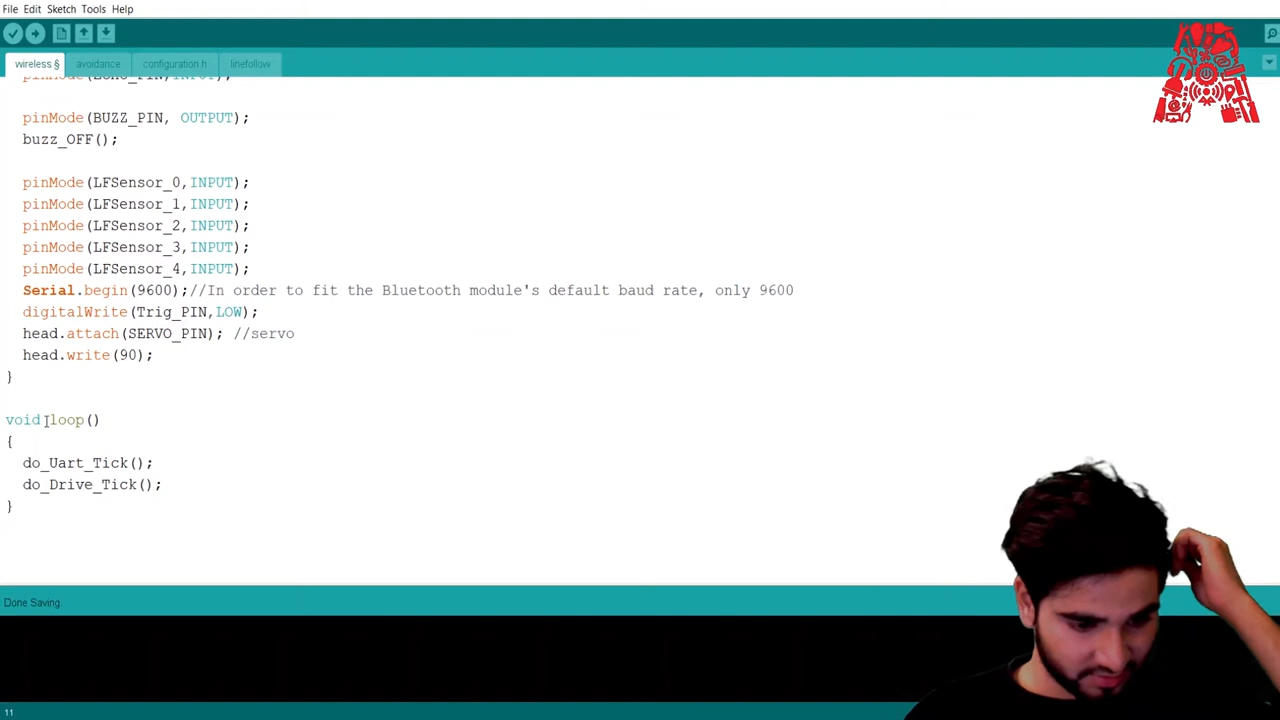 File Edit Sketch Tools Help
wireless § avoidance configuration.h linefollow
pinMode(ECHO_PIN,INPUT);
pinMode(BUZZ_PIN, OUTPUT);
buzz_OFF();
pinMode(LFSensor_0,INPUT);
pinMode(LFSensor_1,INPUT);
pinMode(LFSensor_2,INPUT);
pinMode(LFSensor_3,INPUT);
pinMode(LFSensor_4,INPUT);
Serial.begin(9600);//In order to fit the Bluetooth module's default baud rate, only 9600
digitalWrite(Trig_PIN,LOW);
head.attach(SERVO_PIN); //servo
head.write(90);
}
void loop()
{
do_Uart_Tick();
do_Drive_Tick();
}
Done Saving.
11